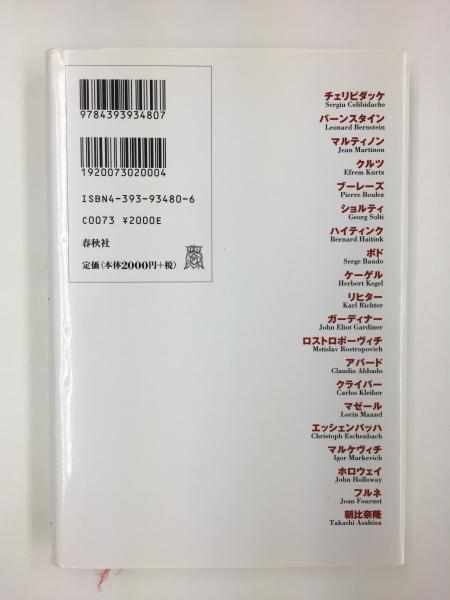 9784393934807
1920073020004
ISBN4-393-93480-6
C0073 ¥2000E
春秋社
定価(本体2000円+税)
チェリビダッケ
Sergiu Celibidache
バーンスタイン
Leonard Bernstein
マルティノン
Jean Martinon
クルツ
Efrem Kurtz
ブーレーズ
Pierre Boulez
ショルティ
Georg Solti
ハイティンク
Bernard Haitink
ボド
Serge Baudo
ケーゲル
Herbert Kegel
リヒター
Karl Richter
ガーディナー
John Eliot Gardiner
ロストロポーヴィチ
Mstislav Rostropovich
アバード
Claudio Abbado
クライバー
Carlos Kleiber
マゼール
Lorin Maazel
エッシェンバッハ
Christoph Eschenbach
マルケヴィチ
Igor Markevich
ホロウェイ
John Holloway
フルネ
Jean Fournet
朝比奈隆
Takashi Asahina